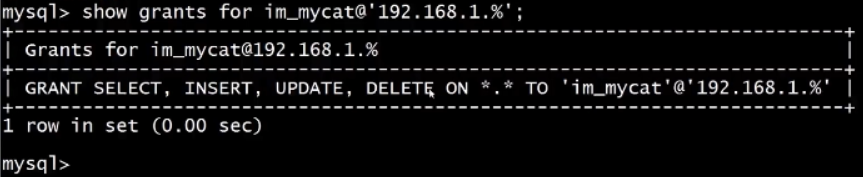 mysql> show grants for im_mycat@'192.168.1.%';
+-----------------------------------------------------------------------------+
| Grants for im_mycat@192.168.1.%                                             |
+-----------------------------------------------------------------------------+
| GRANT SELECT, INSERT, UPDATE, DELETE ON *.* TO 'im_mycat'@'192.168.1.%' |
+-----------------------------------------------------------------------------+
1 row in set (0.00 sec)
mysql>